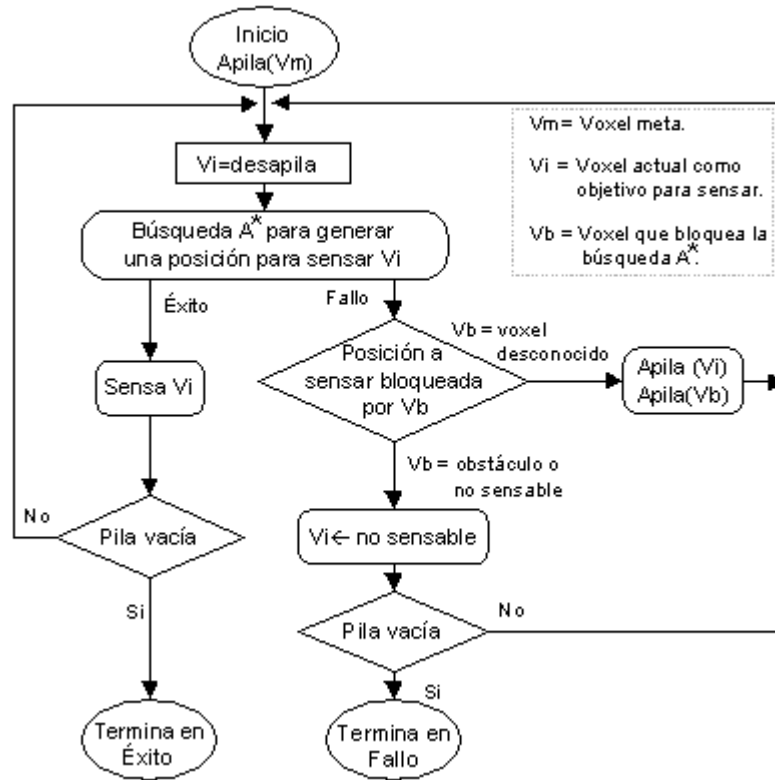 Inicio
Apila(Vm)
Vm= Voxel meta.
Vi = Voxel actual como
objetivo para sensar.
Vb = Voxel que bloquea la
búsqueda A*.
Vi=desapila
Búsqueda A* para generar
una posición para sensar Vi
Éxito
Fallo
Vb = voxel
desconocido
Posición a
sensar bloqueada
por Vb
Apila (Vi)
Apila(Vb)
Sensa Vi
Vb = obstáculo o
no sensable
No
Pila vacía
Vi← no sensable
Si
Pila vacía
No
Si
Termina en
Éxito
Termina en
Fallo